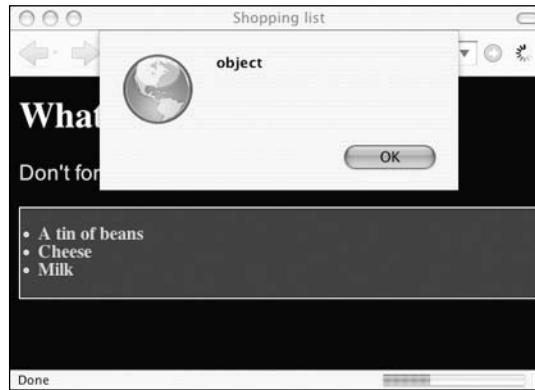 Shopping list
object
OK
What
Don't for
A tin of beans
Cheese
Milk
Done